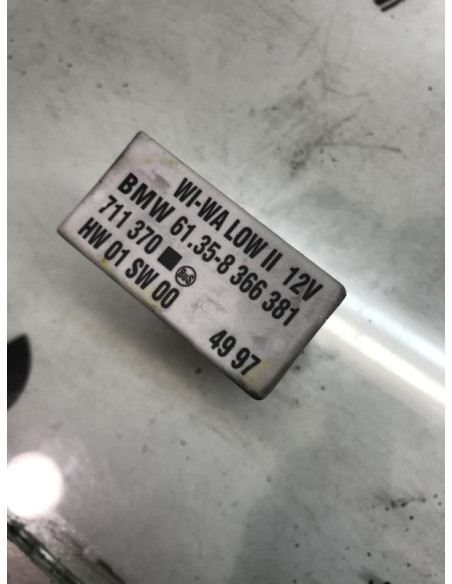 WI-WA LOW II 12V
BMW 61.35-8 366 381
711 370 BuS
HW 01 SW 00 49 97